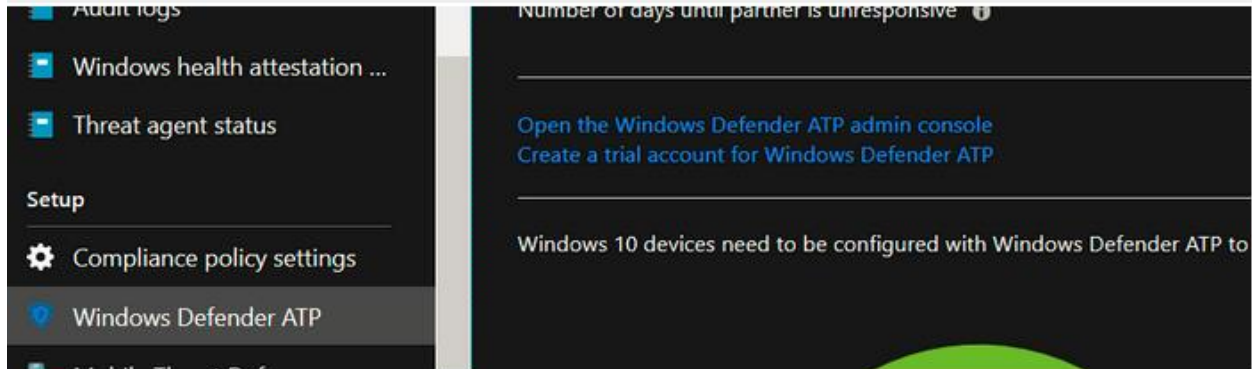 Audit logs
Windows health attestation ...
Threat agent status
Setup
Compliance policy settings
Windows Defender ATP
Number of days until partner is unresponsive
Open the Windows Defender ATP admin console
Create a trial account for Windows Defender ATP
Windows 10 devices need to be configured with Windows Defender ATP to